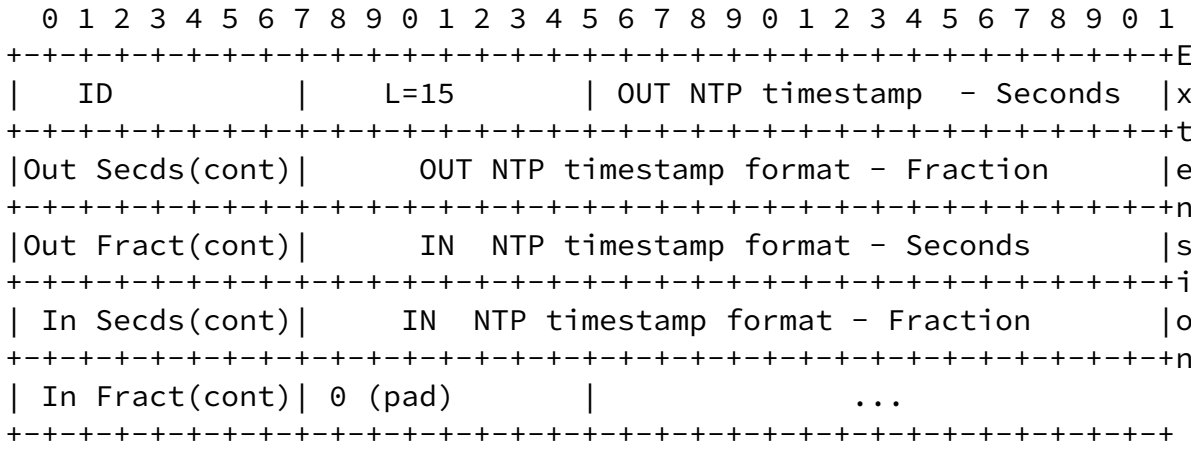 0 1 2 3 4 5 6 7 8 9 0 1 2 3 4 5 6 7 8 9 0 1 2 3 4 5 6 7 8 9 0 1
 +-+-+-+-+-+-+-+-+-+-+-+-+-+-+-+-+-+-+-+-+-+-+-+-+-+-+-+-+-+-+-+-+E
 |   ID          |    L=15       | OUT NTP timestamp  - Seconds  |x
 +-+-+-+-+-+-+-+-+-+-+-+-+-+-+-+-+-+-+-+-+-+-+-+-+-+-+-+-+-+-+-+-+t
 |Out Secds(cont)|      OUT NTP timestamp format - Fraction      |e
 +-+-+-+-+-+-+-+-+-+-+-+-+-+-+-+-+-+-+-+-+-+-+-+-+-+-+-+-+-+-+-+-+n
 |Out Fract(cont)|      IN  NTP timestamp format - Seconds       |s
 +-+-+-+-+-+-+-+-+-+-+-+-+-+-+-+-+-+-+-+-+-+-+-+-+-+-+-+-+-+-+-+-+i
 | In Secds(cont)|     IN  NTP timestamp format - Fraction       |o
 +-+-+-+-+-+-+-+-+-+-+-+-+-+-+-+-+-+-+-+-+-+-+-+-+-+-+-+-+-+-+-+-+n
 | In Fract(cont)| 0 (pad)       |              ...
 +-+-+-+-+-+-+-+-+-+-+-+-+-+-+-+-+-+-+-+-+-+-+-+-+-+-+-+-+-+-+-+-+